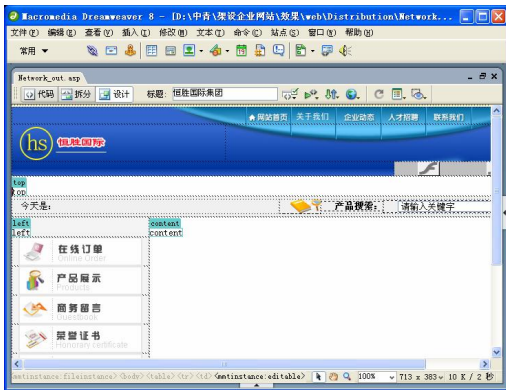 Macromedia Dreamweaver 8 - [D:\中青\架设企业网站\效果\web\Distribution\Network...
文件(F) 编辑(E) 查看(V) 插入(I) 修改(M) 文本(T) 命令(C) 站点(S) 窗口(W) 帮助(H)
常用
Network_out.asp
代码 拆分 设计 标题: 恒胜国际集团
网站首页 关于我们 企业动态 人才招聘 联系我们
hs 恒胜国际
top
top
今天是: 产品搜索: 请输入关键字
left content
left content
在线订单
Online Order
产品展示
Products
商务留言
Guestbook
荣誉证书
Honorary certificate
<mmtinstance:fileinstance> <body> <table> <tr> <td> <mmtinstance:editable> 100% 713 x 383 10 K / 2 秒